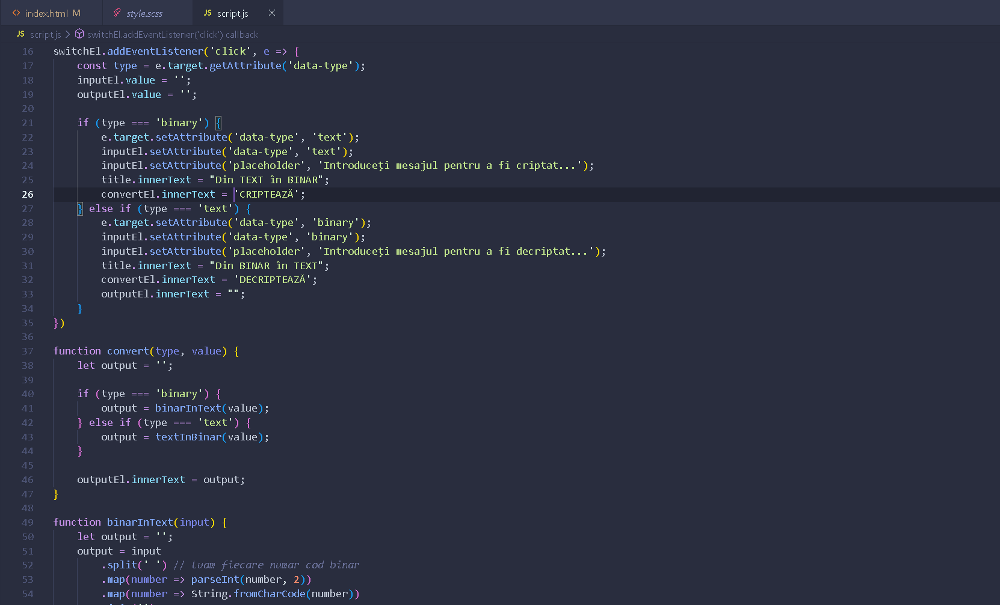 index.html M
style.scss
JS script.js
JS script.js > switchEl.addEventListener('click') callback
16 switchEl.addEventListener('click', e => {
17 const type = e.target.getAttribute('data-type');
18 inputEl.value = '';
19 outputEl.value = '';
20
21 if (type === 'binary') {
22 e.target.setAttribute('data-type', 'text');
23 inputEl.setAttribute('data-type', 'text');
24 inputEl.setAttribute('placeholder', 'Introduceți mesajul pentru a fi criptat...');
25 title.innerText = "Din TEXT în BINAR";
26 convertEl.innerText = 'CRIPTEAZĂ';
27 } else if (type === 'text') {
28 e.target.setAttribute('data-type', 'binary');
29 inputEl.setAttribute('data-type', 'binary');
30 inputEl.setAttribute('placeholder', 'Introduceți mesajul pentru a fi decriptat...');
31 title.innerText = "Din BINAR în TEXT";
32 convertEl.innerText = 'DECRIPTEAZĂ';
33 outputEl.innerText = "";
34 }
35 })
36
37 function convert(type, value) {
38 let output = '';
39
40 if (type === 'binary') {
41 output = binarInText(value);
42 } else if (type === 'text') {
43 output = textInBinar(value);
44 }
45
46 outputEl.innerText = output;
47 }
48
49 function binarInText(input) {
50 let output = '';
51 output = input
52 .split(' ') // luam fiecare numar cod binar
53 .map(number => parseInt(number, 2))
54 .map(number => String.fromCharCode(number))